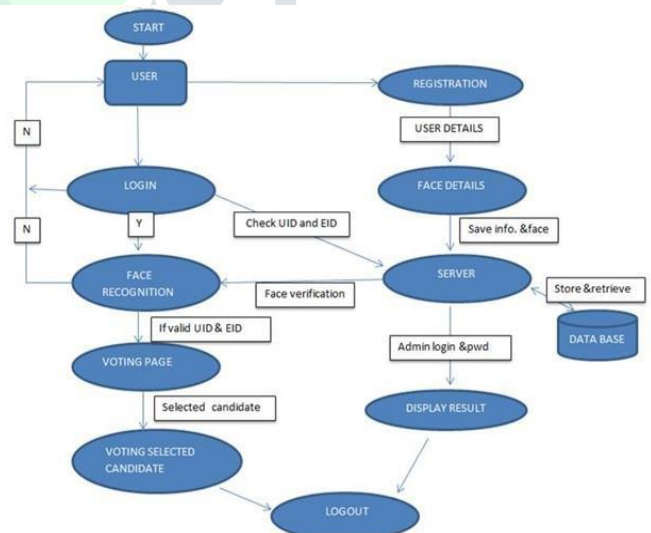 START
USER
REGISTRATION
N
USER DETAILS
LOGIN
FACE DETAILS
N
Y
Check UID and EID
Save info. &face
FACE
RECOGNITION
SERVER
Face verification
Store &retrieve
If valid UID & EID
DATA BASE
Admin login &pwd
VOTING PAGE
Selected candidate
DISPLAY RESULT
VOTING SELECTED
CANDIDATE
LOGOUT